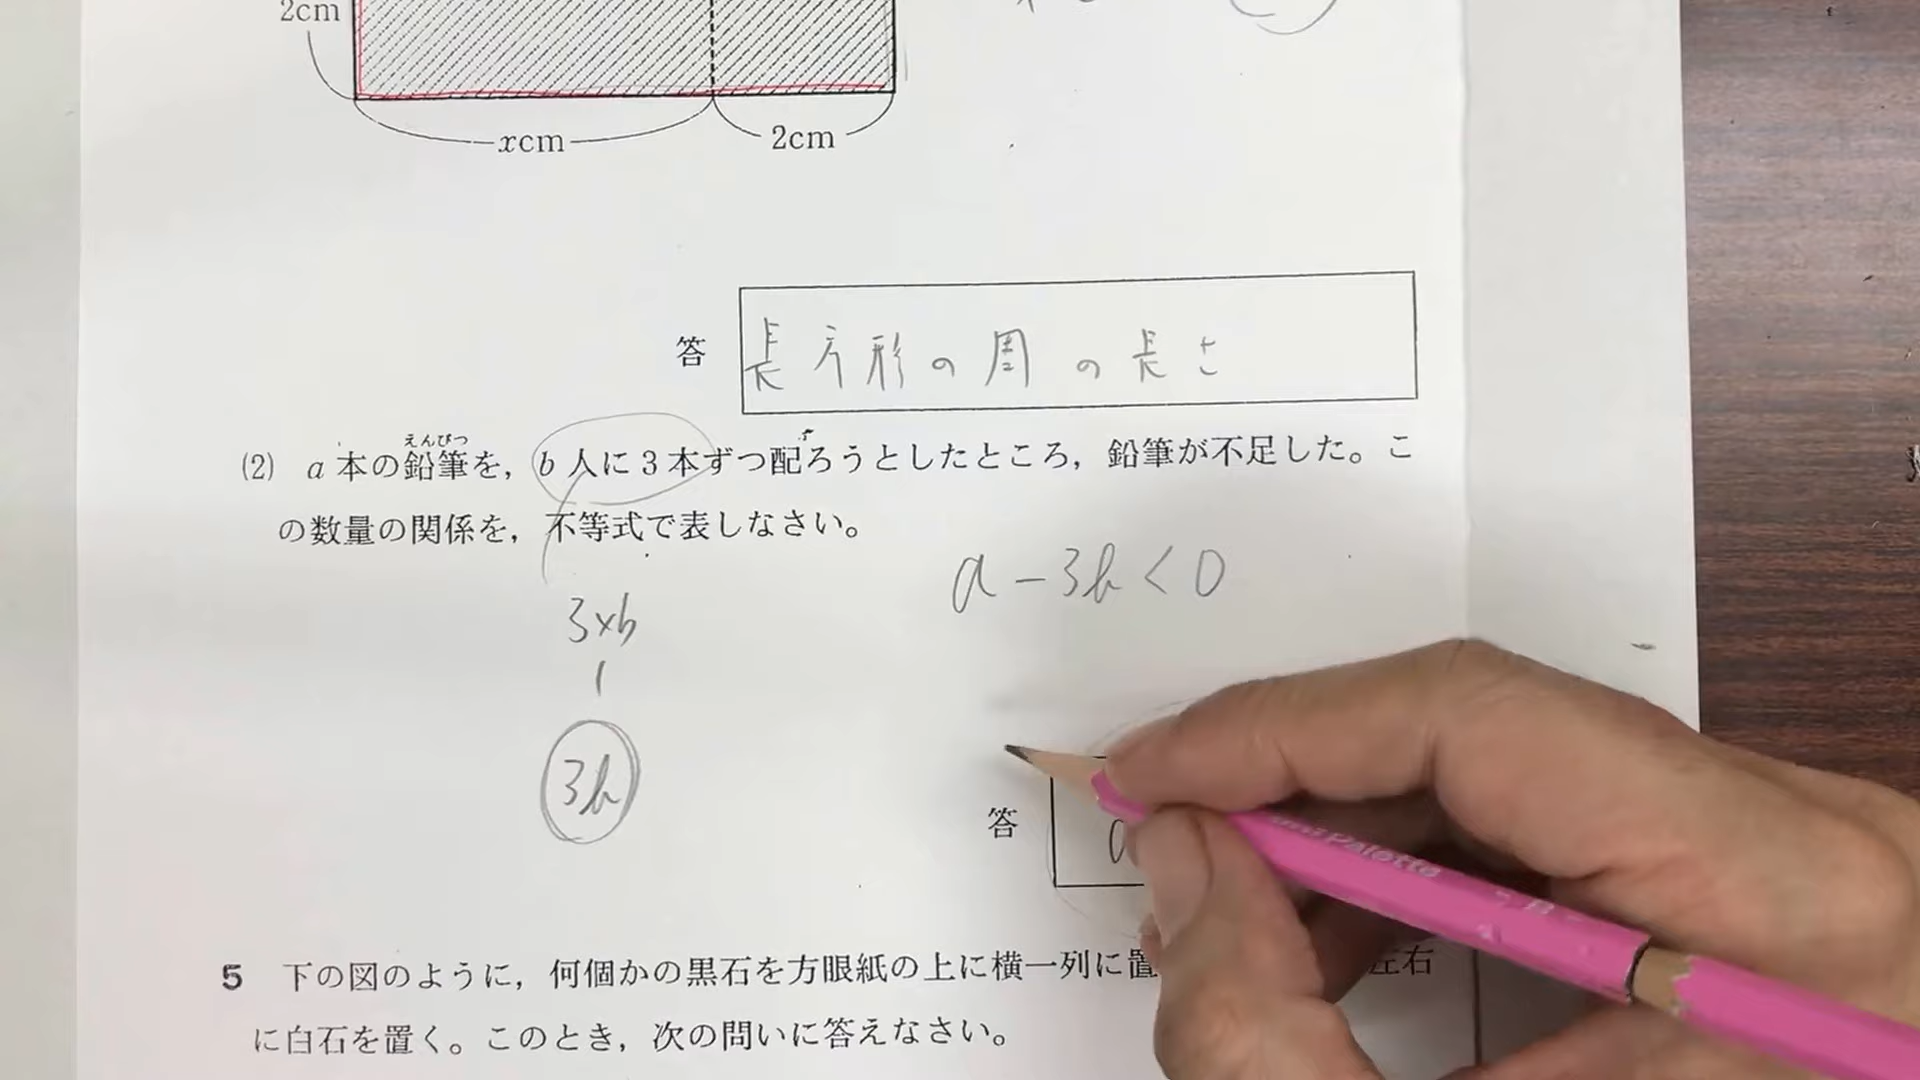 2cm
xcm
2cm
答
長方形の周の長さ
(2) a本の鉛筆を，b人に3本ずつ配ろうとしたところ，鉛筆が不足した。こ
えんぴつ
の数量の関係を，不等式で表しなさい。
a－3b＜0
3×b
3b
答
a
Palette
5 下の図のように，何個かの黒石を方眼紙の上に横一列に置
左右
に白石を置く。このとき，次の問いに答えなさい。